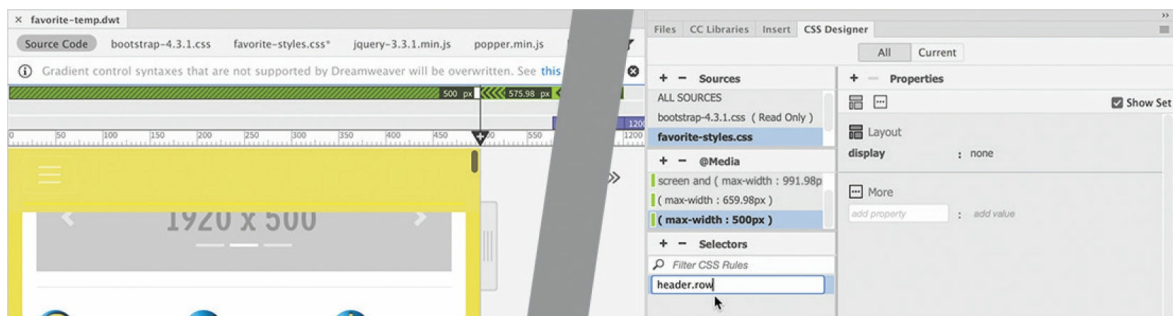 × favorite-temp.dwt
Source Code bootstrap-4.3.1.css favorite-styles.css* jquery-3.3.1.min.js popper.min.js
Gradient control syntaxes that are not supported by Dreamweaver will be overwritten. See this
500 px 575.98 px
1200
0 50 100 150 200 250 300 350 400 450 550 1200
1920 x 500
Files CC Libraries Insert CSS Designer
All Current
+ − Sources
ALL SOURCES
bootstrap-4.3.1.css ( Read Only )
favorite-styles.css
+ − @Media
screen and ( max-width : 991.98p
( max-width : 659.98px )
( max-width : 500px )
+ − Selectors
Filter CSS Rules
header.row
+ − Properties
Show Set
Layout
display : none
More
add property : add value